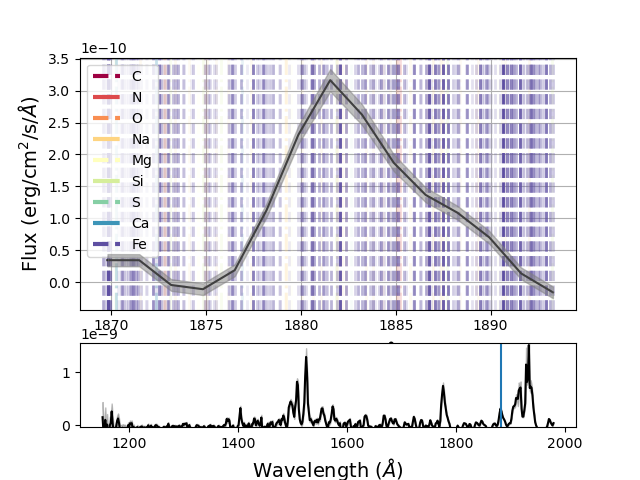 1e−10
Flux (erg/cm²/s/Å)
3.5
3.0
2.5
2.0
1.5
1.0
0.5
0.0
C
N
O
Na
Mg
Si
S
Ca
Fe
1870 1875 1880 1885 1890
1e−9
1
0
1200 1400 1600 1800 2000
Wavelength (Å)